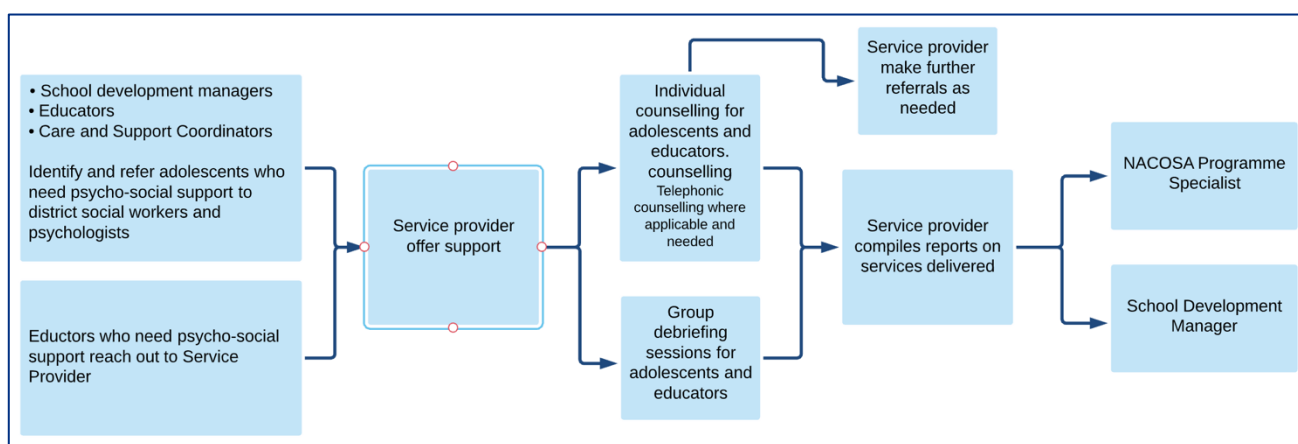 • School development managers
• Educators
• Care and Support Coordinators
Identify and refer adolescents who
need psycho-social support to
district social workers and
psychologists
Eductors who need psycho-social
support reach out to Service
Provider
Service provider
offer support
Individual
counselling for
adolescents and
educators.
counselling
Telephonic
counselling where
applicable and
needed
Group
debriefing
sessions for
adolescents and
educators
Service provider
make further
referrals as
needed
Service provider
compiles reports on
services delivered
NACOSA Programme
Specialist
School Development
Manager